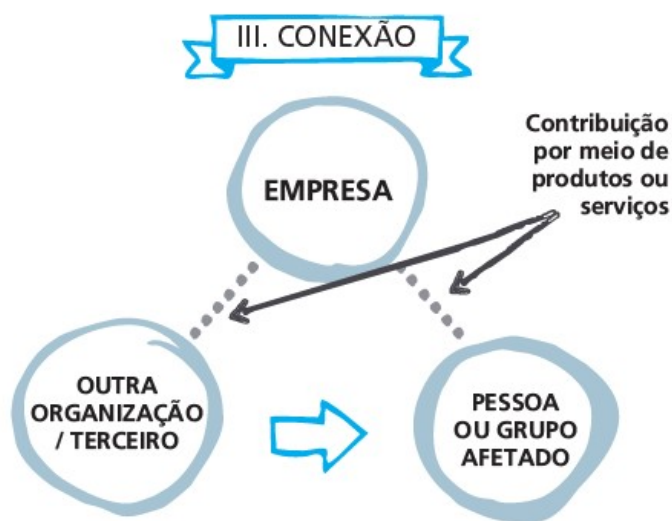 III. CONEXÃO
EMPRESA
Contribuição
por meio de
produtos ou
serviços
OUTRA
ORGANIZAÇÃO
/ TERCEIRO
PESSOA
OU GRUPO
AFETADO